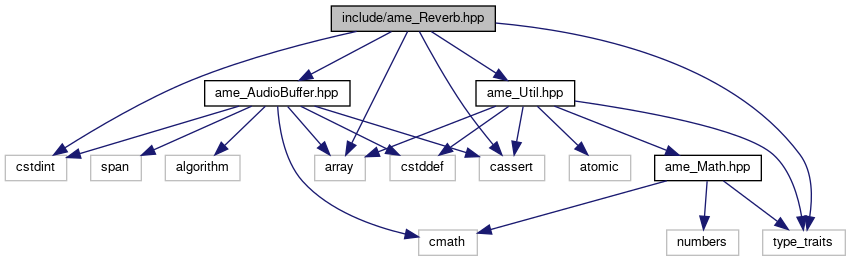 include/ame_Reverb.hpp
ame_AudioBuffer.hpp
ame_Util.hpp
cstdint
span
algorithm
array
cstddef
cassert
atomic
ame_Math.hpp
cmath
numbers
type_traits